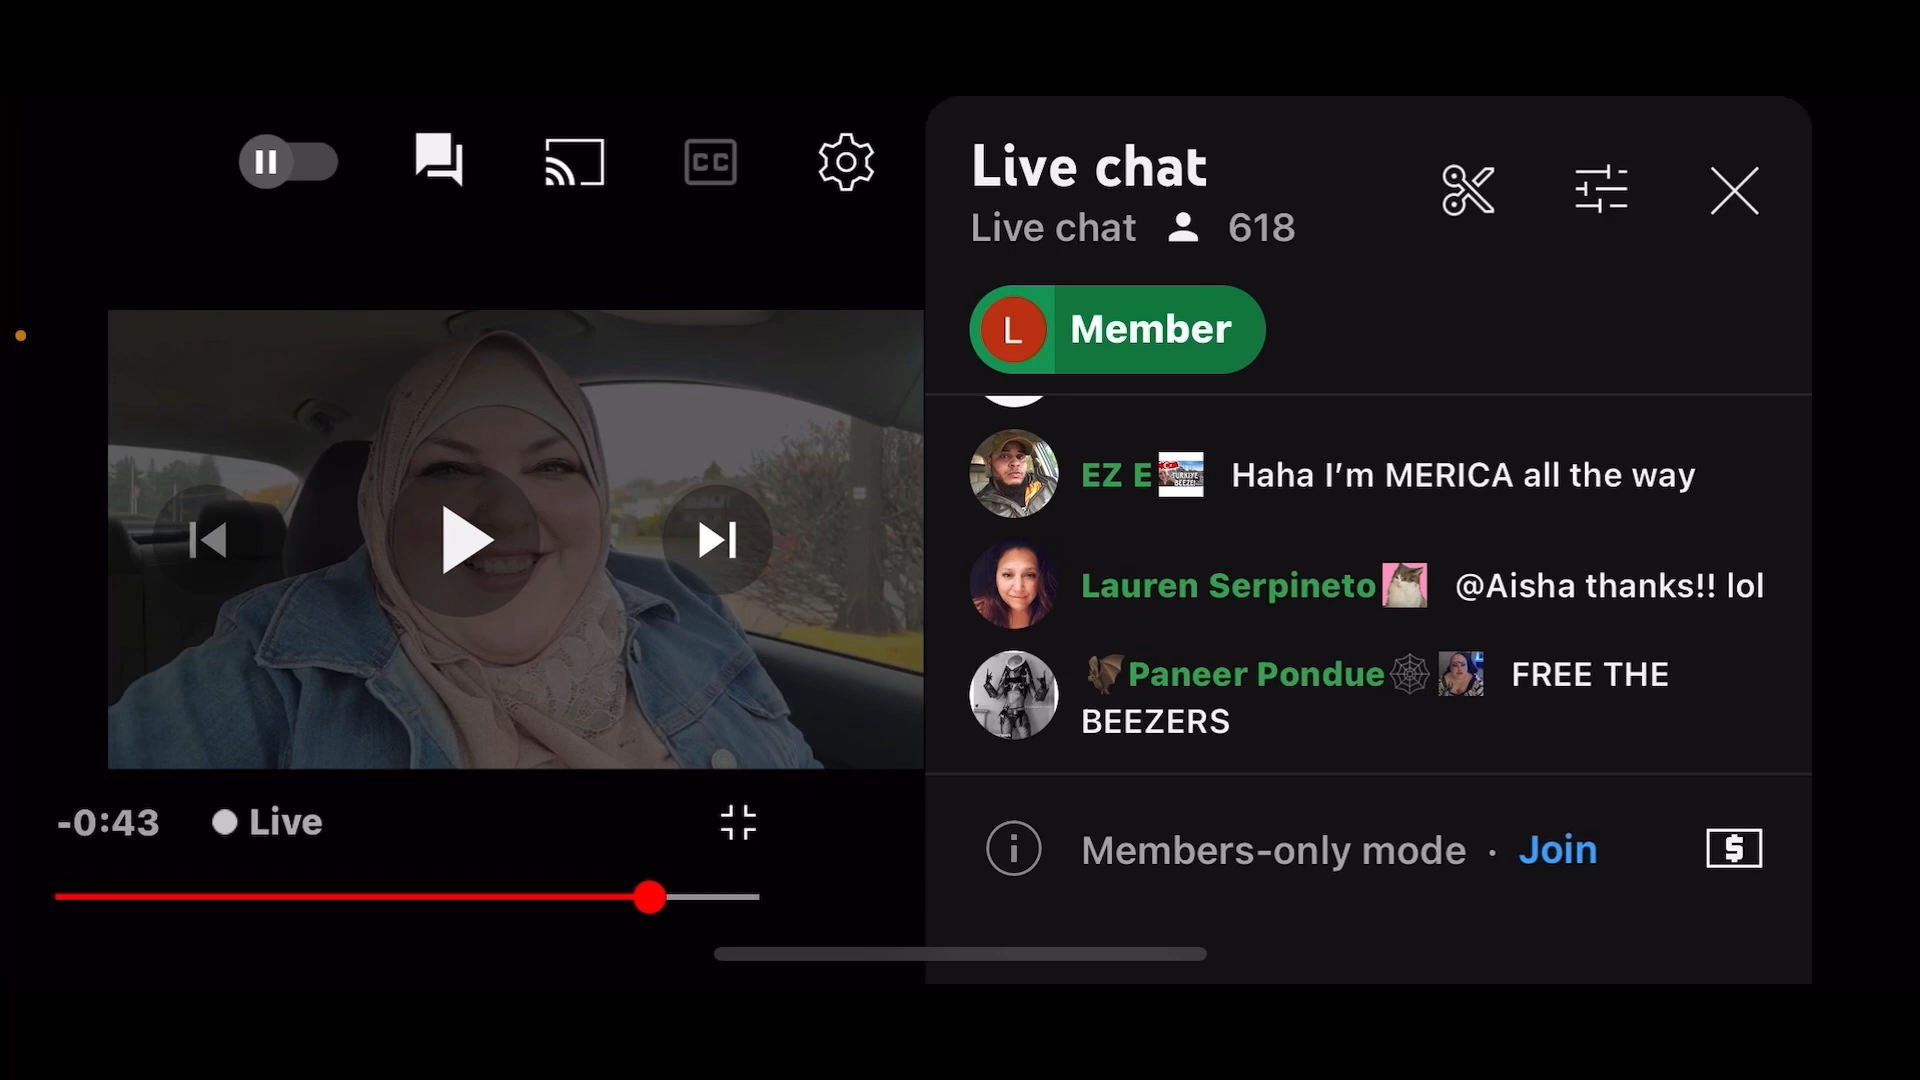 CC
Live chat
Live chat 618
L Member
EZ E Haha I’m MERICA all the way
Lauren Serpineto @Aisha thanks!! lol
Paneer Pondue FREE THE
BEEZERS
-0:43 Live
Members-only mode · Join
$